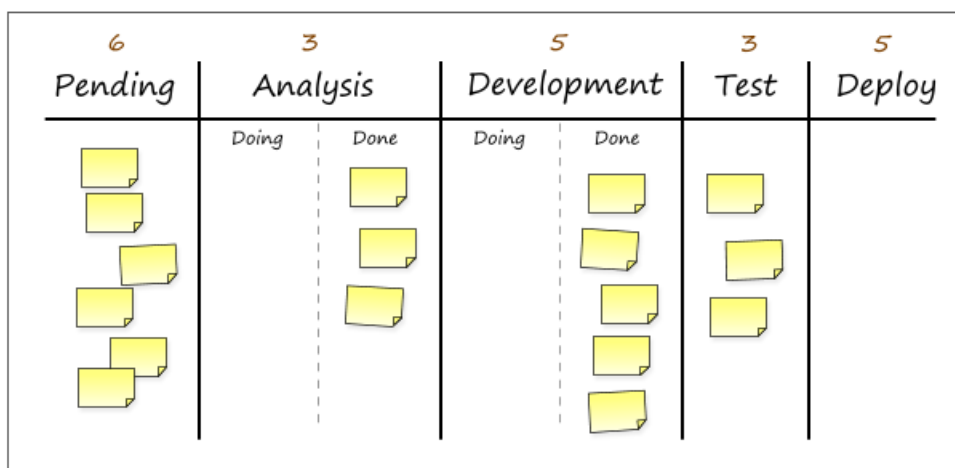 6 3 5 3 5
Pending Analysis Development Test Deploy
Doing Done Doing Done